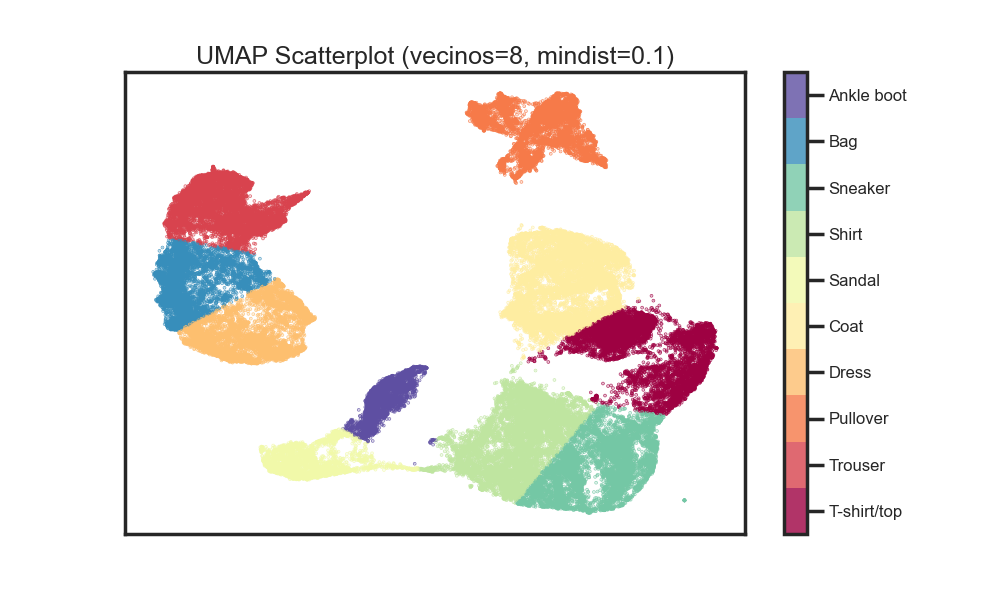 UMAP Scatterplot (vecinos=8, mindist=0.1)
Ankle boot
Bag
Sneaker
Shirt
Sandal
Coat
Dress
Pullover
Trouser
T-shirt/top